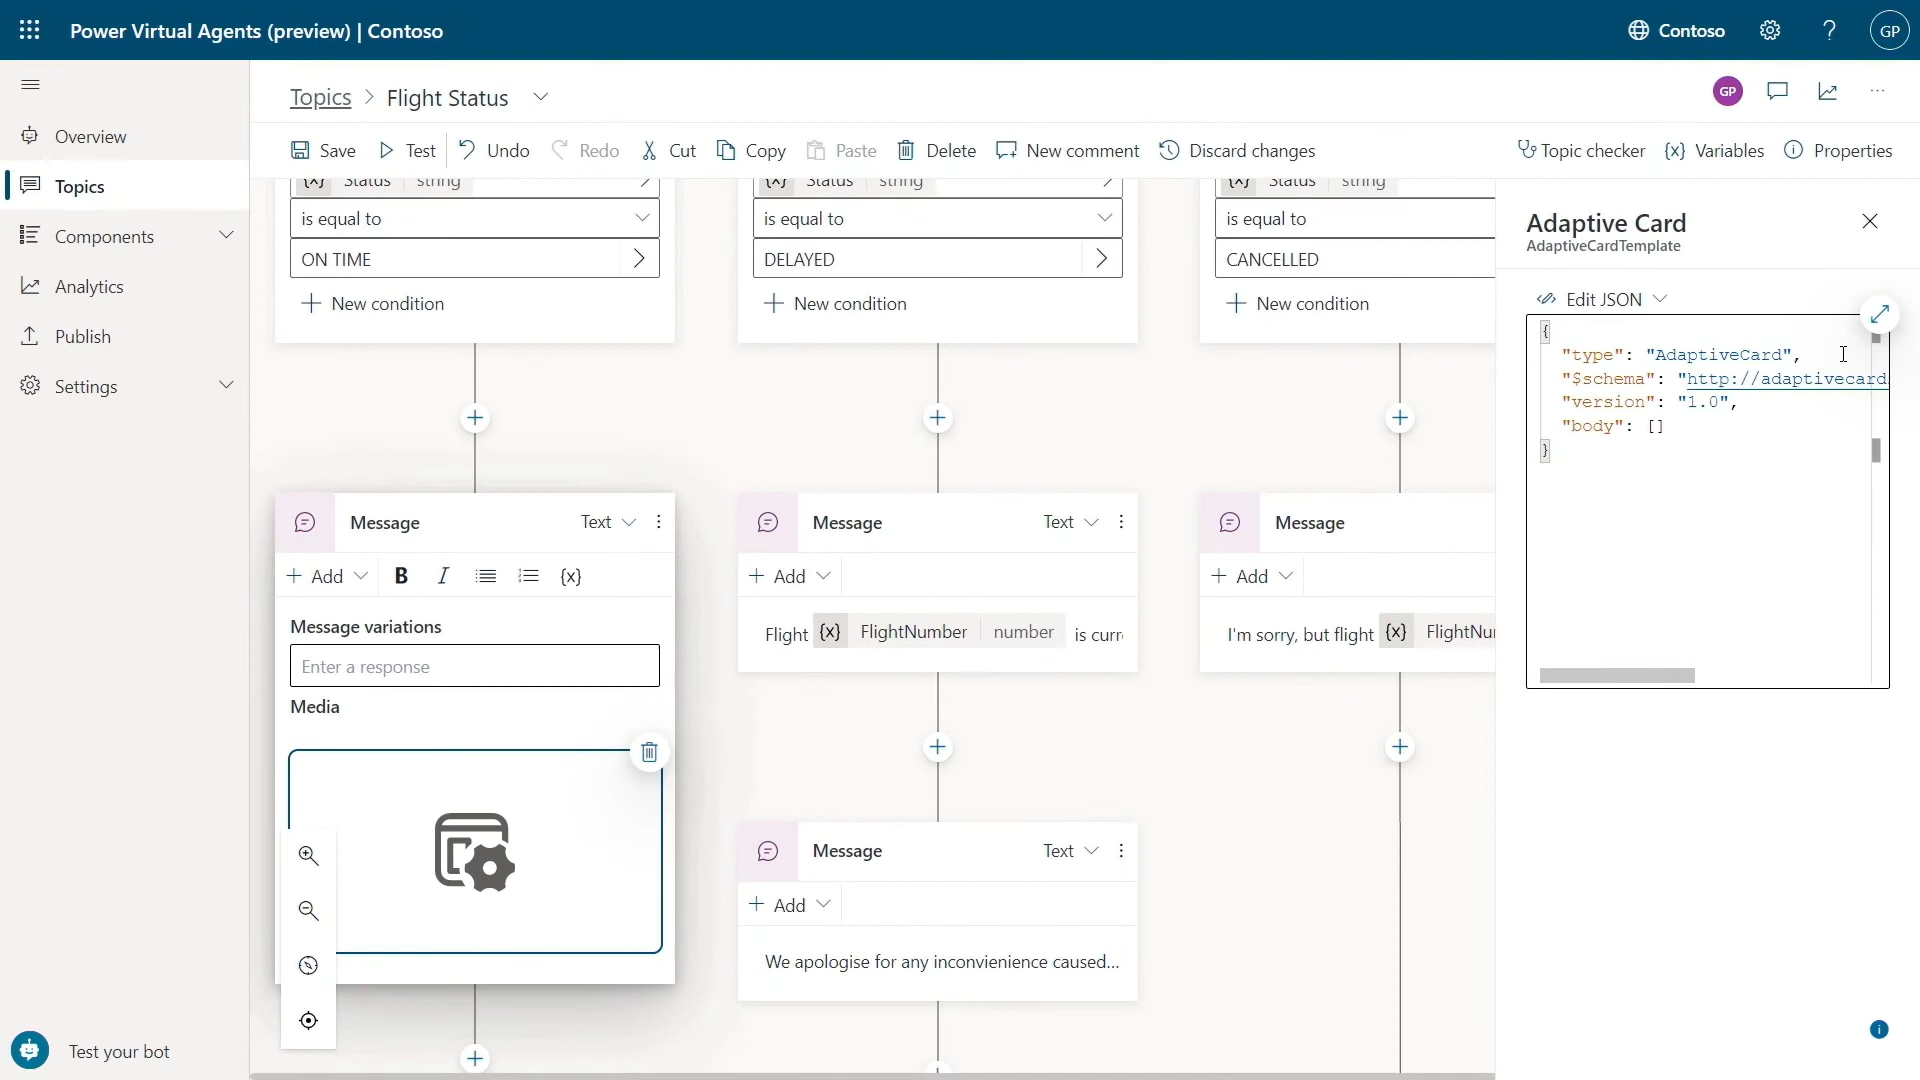 Power Virtual Agents (preview) | Contoso
Contoso
GP
Overview
Topics
Components
Analytics
Publish
Settings
Test your bot
Topics > Flight Status
GP
Save
Test
Undo
Redo
Cut
Copy
Paste
Delete
New comment
Discard changes
Topic checker
{x} Variables
Properties
{x} Status string
is equal to
ON TIME
New condition
{x} Status string
is equal to
DELAYED
New condition
{x} Status string
is equal to
CANCELLED
New condition
Message
Text
Add B I {x}
Message variations
Enter a response
Media
Message
Text
Add
Flight {x} FlightNumber number is curr
Message
Text
Add
We apologise for any inconvienience caused...
Message
Add
I'm sorry, but flight {x} FlightNu
Adaptive Card
AdaptiveCardTemplate
Edit JSON
{
"type": "AdaptiveCard",
"$schema": "http://adaptivecard
"version": "1.0",
"body": []
}